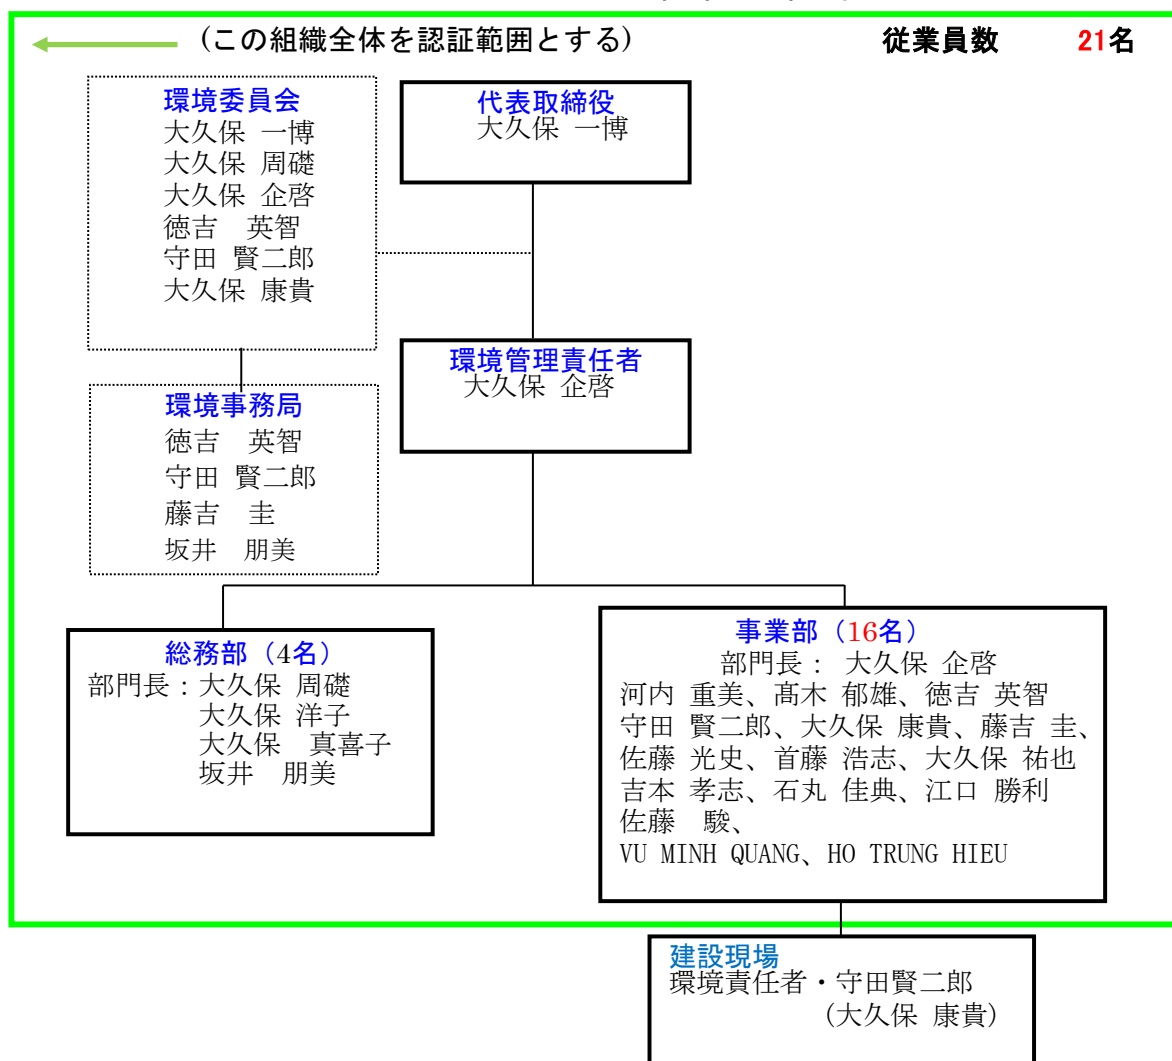 (この組織全体を認証範囲とする)
従業員数　21名
環境委員会
大久保 一博
大久保 周礎
大久保 企啓
徳吉　英智
守田 賢二郎
大久保 康貴
代表取締役
大久保 一博
環境管理責任者
大久保 企啓
環境事務局
徳吉　英智
守田 賢二郎
藤吉　圭
坂井　朋美
総務部（4名）
部門長：大久保 周礎
大久保 洋子
大久保　真喜子
坂井　朋美
事業部（16名）
部門長： 大久保 企啓
河内 重美、髙木 郁雄、徳吉 英智
守田 賢二郎、大久保 康貴、藤吉 圭、
佐藤 光史、首藤 浩志、大久保 祐也
吉本 孝志、石丸 佳典、江口 勝利
佐藤　駿、
VU MINH QUANG、HO TRUNG HIEU
建設現場
環境責任者・守田賢二郎
(大久保 康貴)